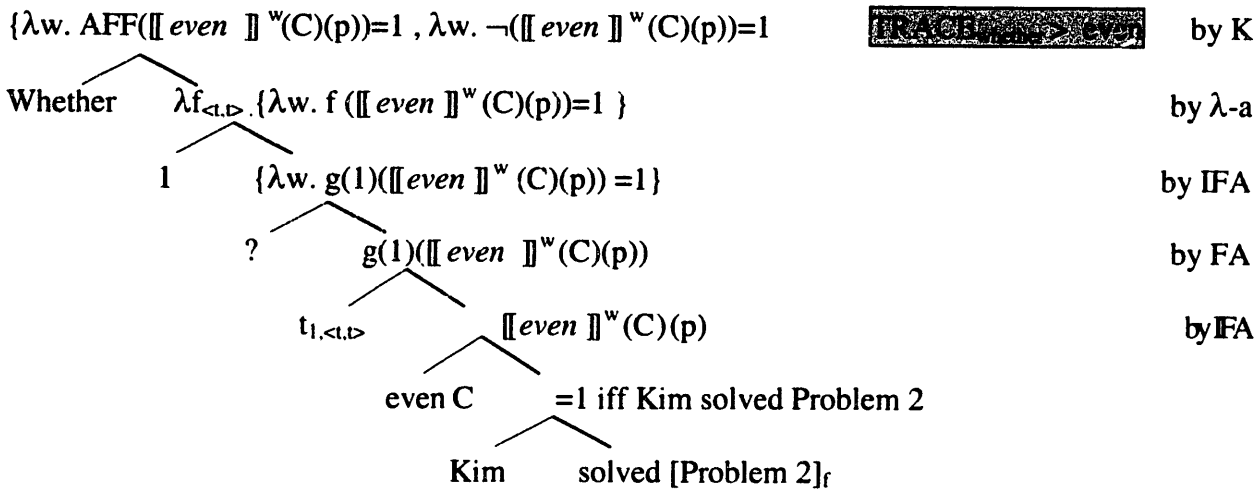 {λw. AFF(⟦ even ⟧ʷ(C)(p))=1 , λw. ¬(⟦ even ⟧ʷ(C)(p))=1 TRACE > even by K
Whether λf<t,t> .{λw. f (⟦ even ⟧ʷ (C)(p))=1 } by λ-a
1 {λw. g(1)(⟦even ⟧ʷ (C)(p)) =1} by IFA
? g(1)(⟦ even ⟧ʷ(C)(p)) by FA
t1,<t,t> ⟦ even ⟧ʷ(C)(p) by IFA
even C =1 iff Kim solved Problem 2
Kim solved [Problem 2]f